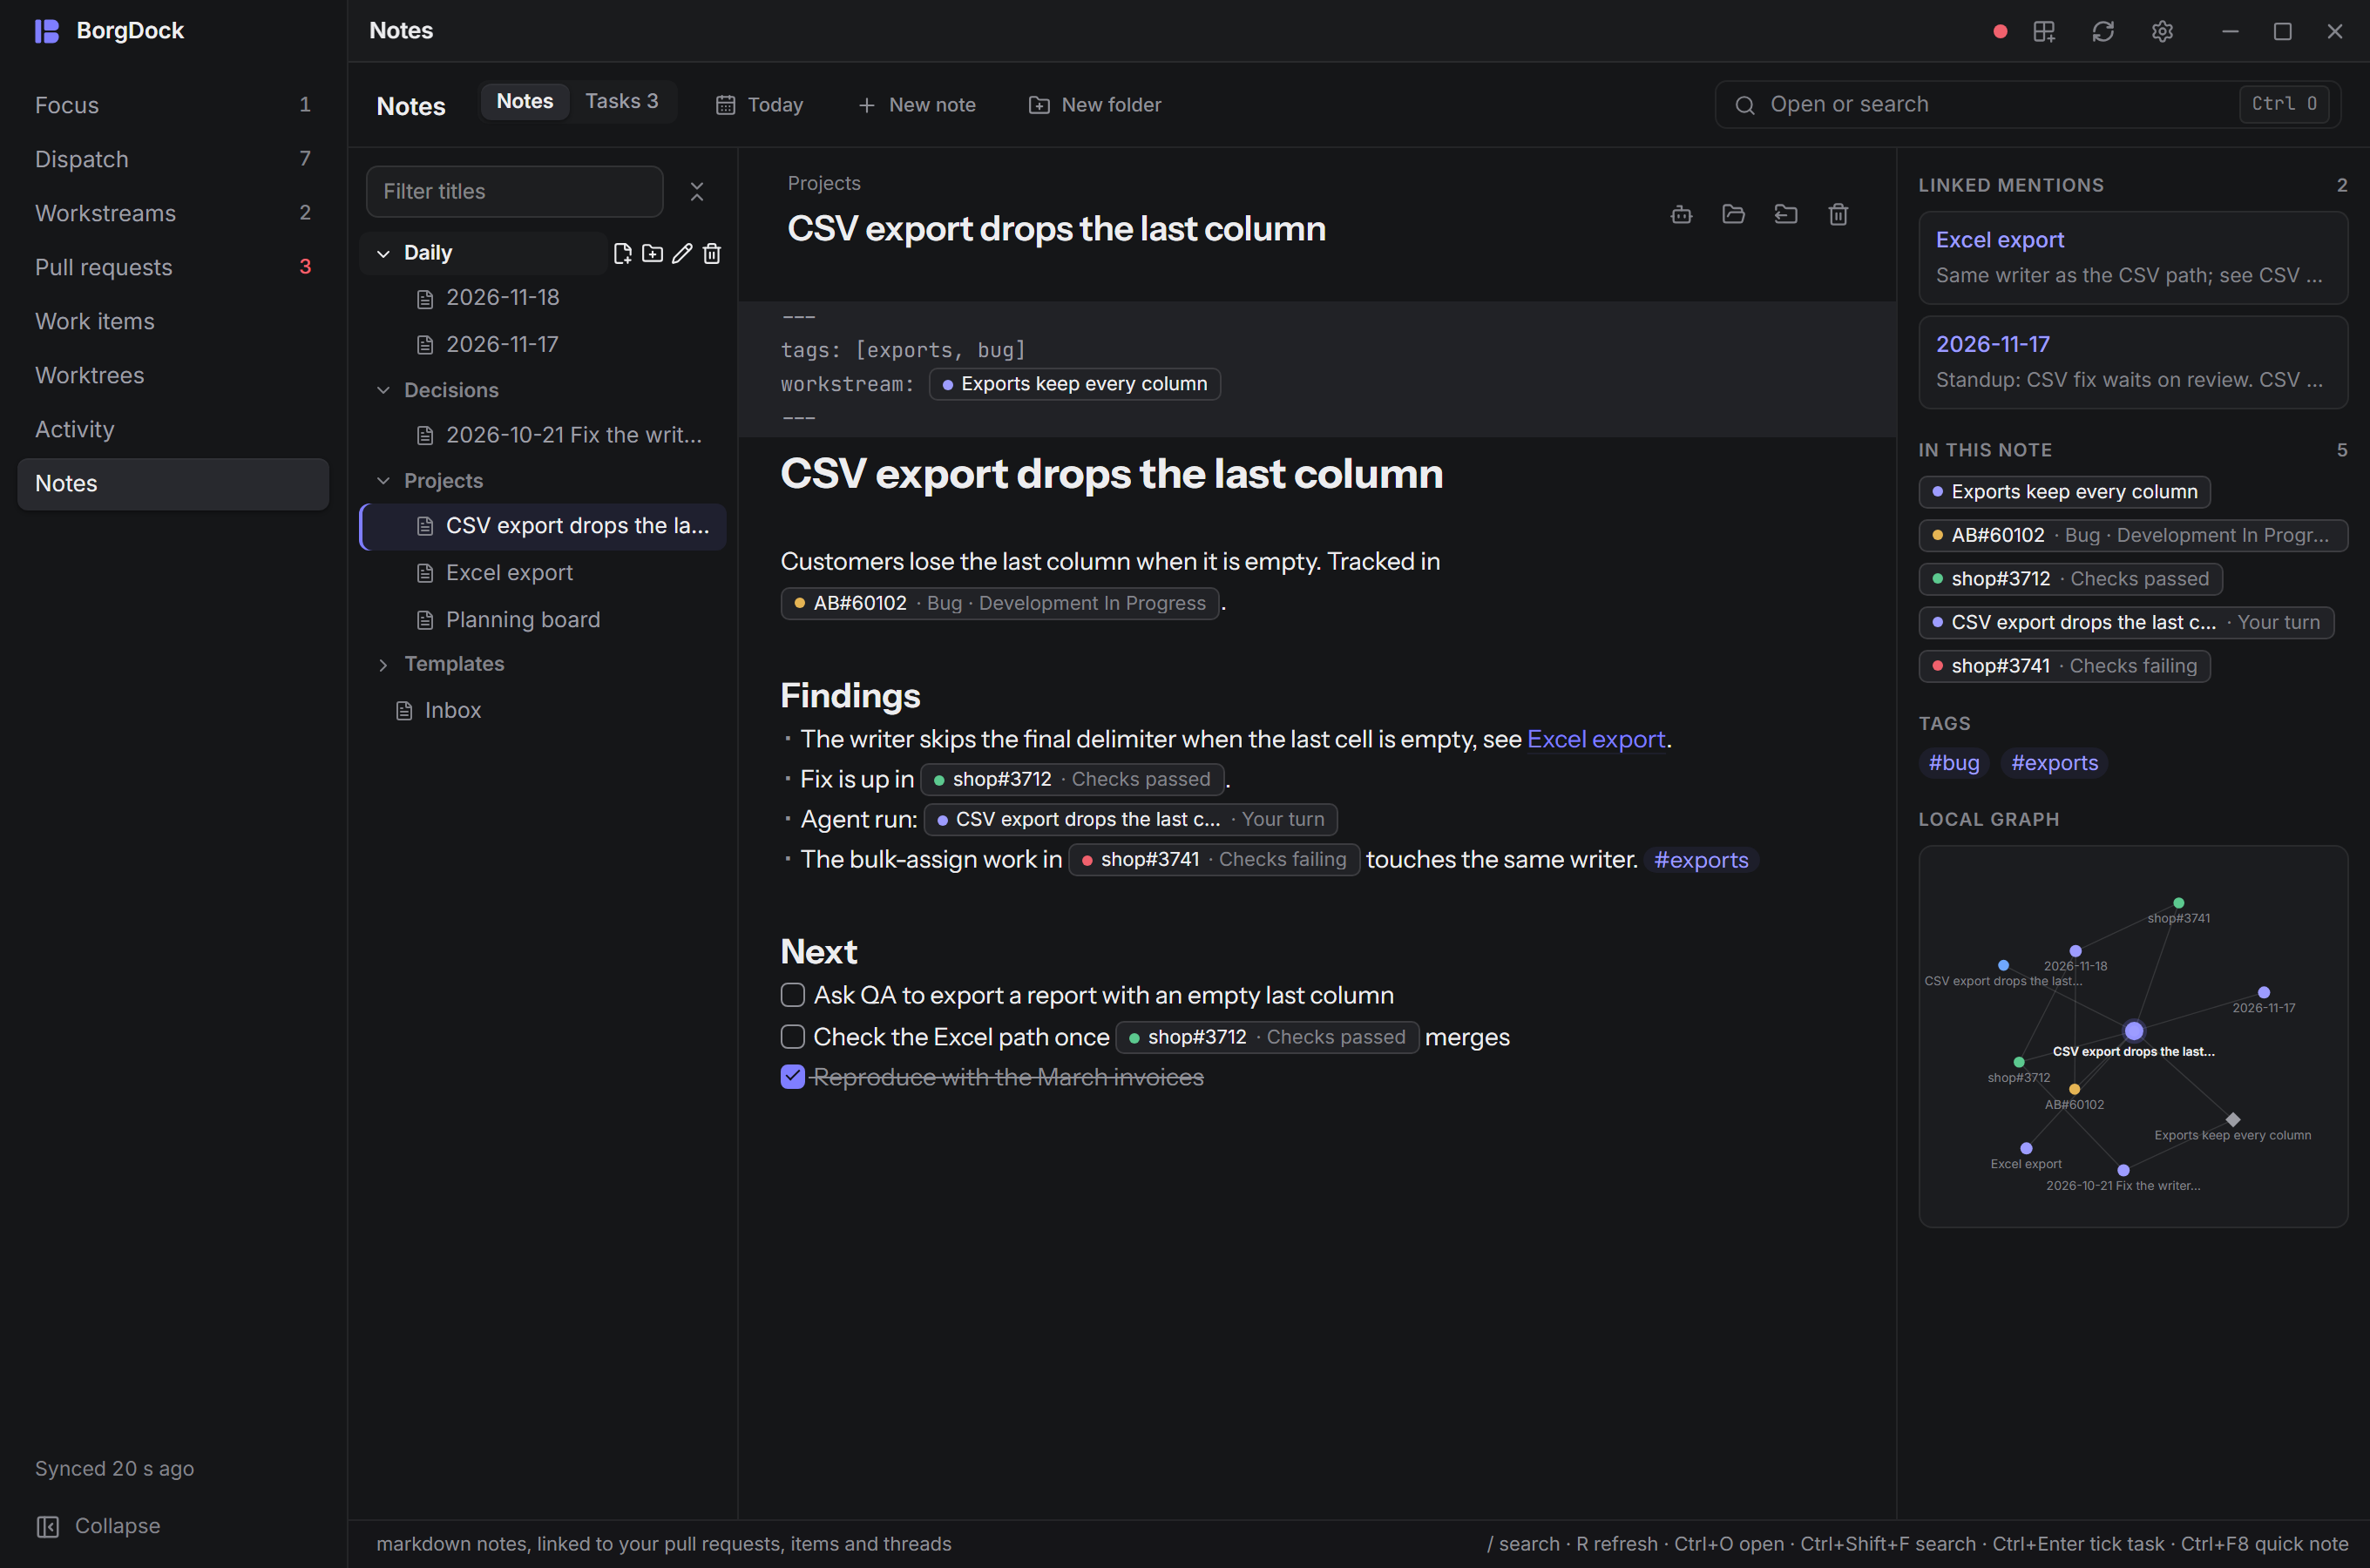 BorgDock
Notes
Focus 1
Dispatch 7
Workstreams 2
Pull requests 3
Work items
Worktrees
Activity
Notes
Synced 20 s ago
Collapse
Notes
Notes
Tasks 3
Today
New note
New folder
Open or search
Ctrl O
Filter titles
Daily
2026-11-18
2026-11-17
Decisions
2026-10-21 Fix the writ...
Projects
CSV export drops the la...
Excel export
Planning board
Templates
Inbox
Projects
CSV export drops the last column
---
tags: [exports, bug]
workstream: Exports keep every column
---
CSV export drops the last column
Customers lose the last column when it is empty. Tracked in
AB#60102 · Bug · Development In Progress .
Findings
· The writer skips the final delimiter when the last cell is empty, see Excel export.
· Fix is up in shop#3712 · Checks passed .
· Agent run: CSV export drops the last c... · Your turn
· The bulk-assign work in shop#3741 · Checks failing touches the same writer. #exports
Next
Ask QA to export a report with an empty last column
Check the Excel path once shop#3712 · Checks passed merges
Reproduce with the March invoices
LINKED MENTIONS 2
Excel export
Same writer as the CSV path; see CSV ...
2026-11-17
Standup: CSV fix waits on review. CSV ...
IN THIS NOTE 5
Exports keep every column
AB#60102 · Bug · Development In Progr...
shop#3712 · Checks passed
CSV export drops the last c... · Your turn
shop#3741 · Checks failing
TAGS
#bug #exports
LOCAL GRAPH
shop#3741
2026-11-18
CSV export drops the last...
2026-11-17
CSV export drops the last...
shop#3712
AB#60102
Exports keep every column
Excel export
2026-10-21 Fix the writer...
markdown notes, linked to your pull requests, items and threads
/ search · R refresh · Ctrl+O open · Ctrl+Shift+F search · Ctrl+Enter tick task · Ctrl+F8 quick note